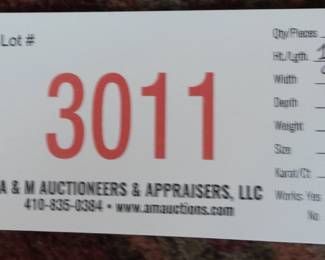 Lot #
3011
A & M AUCTIONEERS & APPRAISERS, LLC
410-835-0384 • www.amauctions.com
Qty/Pieces
Ht./Lgth.
Width
Depth
Weight
Size
Karat/Ct
Works: Yes
No